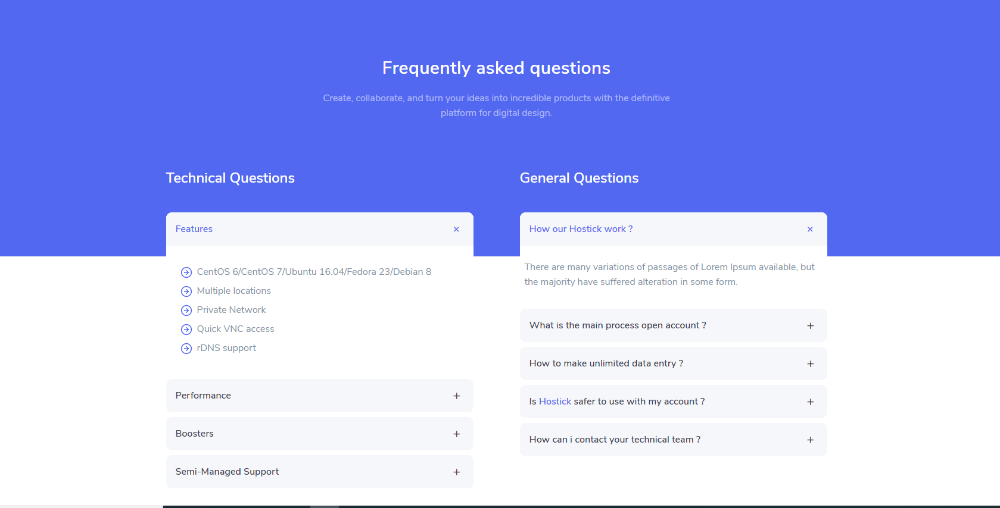 Frequently asked questions
Create, collaborate, and turn your ideas into incredible products with the definitive
platform for digital design.
Technical Questions
Features
CentOS 6/CentOS 7/Ubuntu 16.04/Fedora 23/Debian 8
Multiple locations
Private Network
Quick VNC access
rDNS support
Performance
Boosters
Semi-Managed Support
General Questions
How our Hostick work ?
There are many variations of passages of Lorem Ipsum available, but
the majority have suffered alteration in some form.
What is the main process open account ?
How to make unlimited data entry ?
Is Hostick safer to use with my account ?
How can i contact your technical team ?